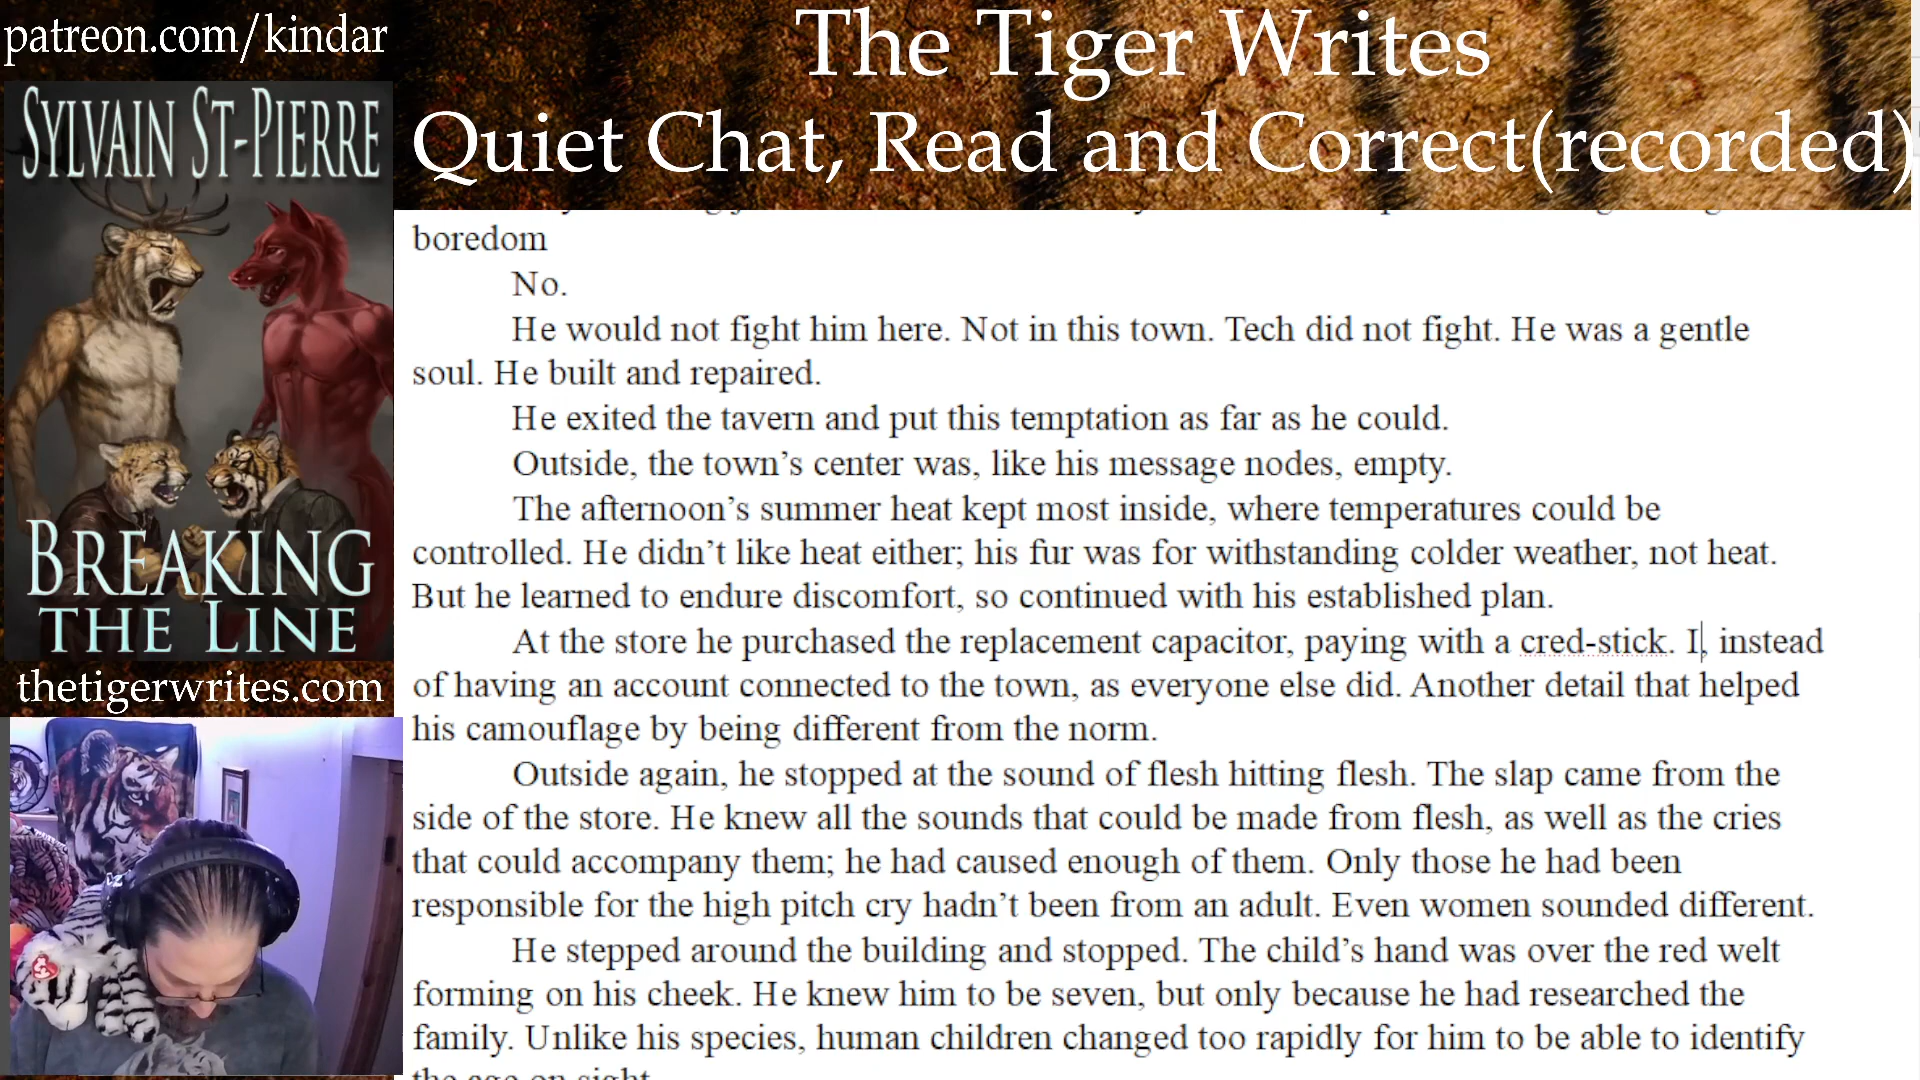 patreon.com/kindar
The Tiger Writes
Quiet Chat, Read and Correct(recorded)
SYLVAIN ST-PIERRE
BREAKING
THE LINE
thetigerwrites.com
boredom
No.
He would not fight him here. Not in this town. Tech did not fight. He was a gentle
soul. He built and repaired.
He exited the tavern and put this temptation as far as he could.
Outside, the town’s center was, like his message nodes, empty.
The afternoon’s summer heat kept most inside, where temperatures could be
controlled. He didn’t like heat either; his fur was for withstanding colder weather, not heat.
But he learned to endure discomfort, so continued with his established plan.
At the store he purchased the replacement capacitor, paying with a cred-stick. I, instead
of having an account connected to the town, as everyone else did. Another detail that helped
his camouflage by being different from the norm.
Outside again, he stopped at the sound of flesh hitting flesh. The slap came from the
side of the store. He knew all the sounds that could be made from flesh, as well as the cries
that could accompany them; he had caused enough of them. Only those he had been
responsible for the high pitch cry hadn’t been from an adult. Even women sounded different.
He stepped around the building and stopped. The child’s hand was over the red welt
forming on his cheek. He knew him to be seven, but only because he had researched the
family. Unlike his species, human children changed too rapidly for him to be able to identify
the age on sight.